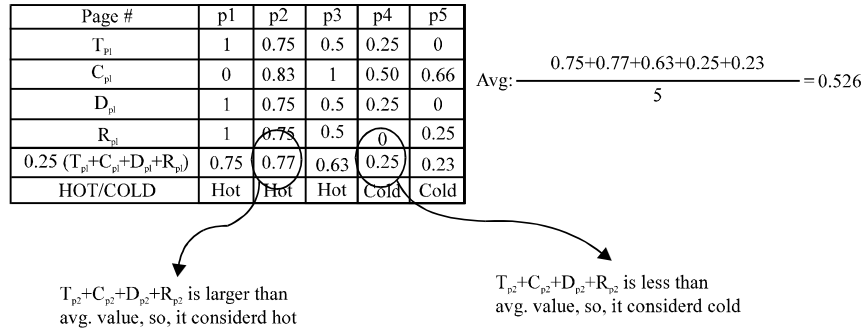 Page # p1 p2 p3 p4 p5
T_Pl 1 0.75 0.5 0.25 0
C_pl 0 0.83 1 0.50 0.66
D_pl 1 0.75 0.5 0.25 0
R_pl 1 0.75 0.5 0 0.25
0.25 (T_pl+C_pl+D_pl+R_pl) 0.75 0.77 0.63 0.25 0.23
HOT/COLD Hot Hot Hot Cold Cold
0.75+0.77+0.63+0.25+0.23
Avg: = 0.526
5
T_p2+C_p2+D_p2+R_p2 is larger than
avg. value, so, it considerd hot
T_p2+C_p2+D_p2+R_p2 is less than
avg. value, so, it considerd cold